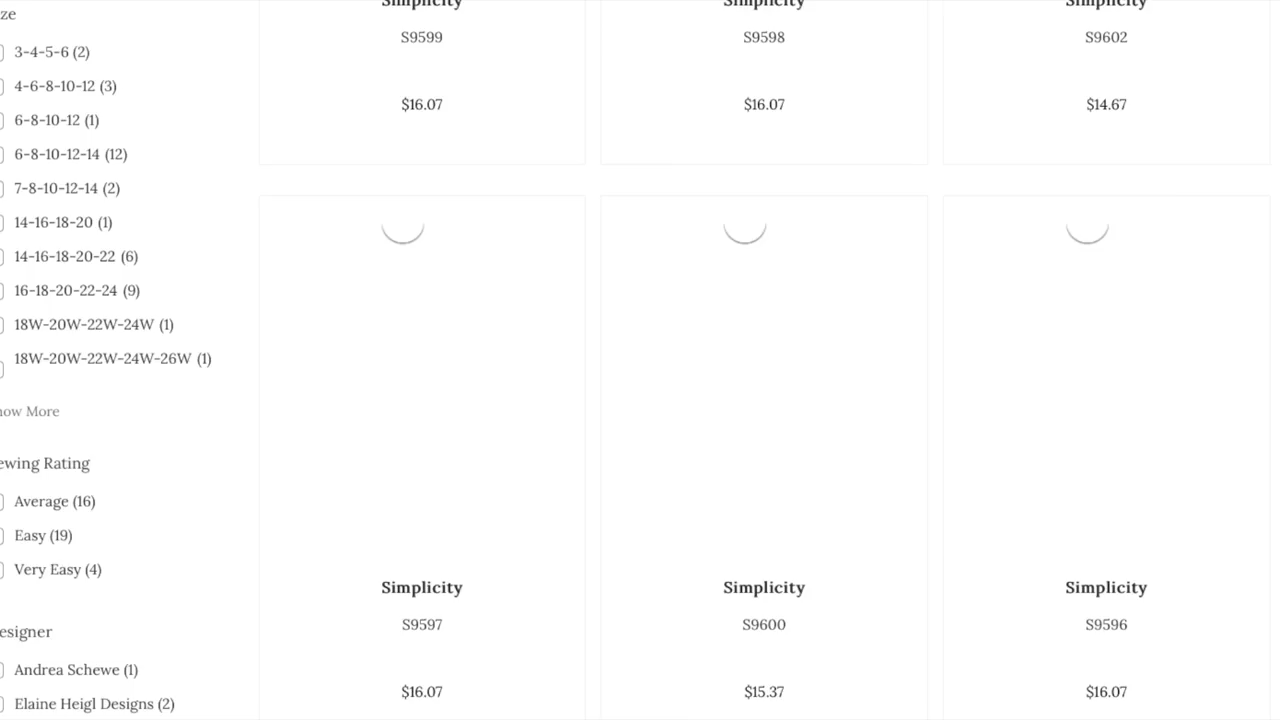 ze
3-4-5-6 (2)
4-6-8-10-12 (3)
6-8-10-12 (1)
6-8-10-12-14 (12)
7-8-10-12-14 (2)
14-16-18-20 (1)
14-16-18-20-22 (6)
16-18-20-22-24 (9)
18W-20W-22W-24W (1)
18W-20W-22W-24W-26W (1)
now More
ewing Rating
Average (16)
Easy (19)
Very Easy (4)
esigner
Andrea Schewe (1)
Elaine Heigl Designs (2)
Simplicity Simplicity Simplicity
S9599 S9598 S9602
$16.07 $16.07 $14.67
Simplicity Simplicity Simplicity
S9597 S9600 S9596
$16.07 $15.37 $16.07